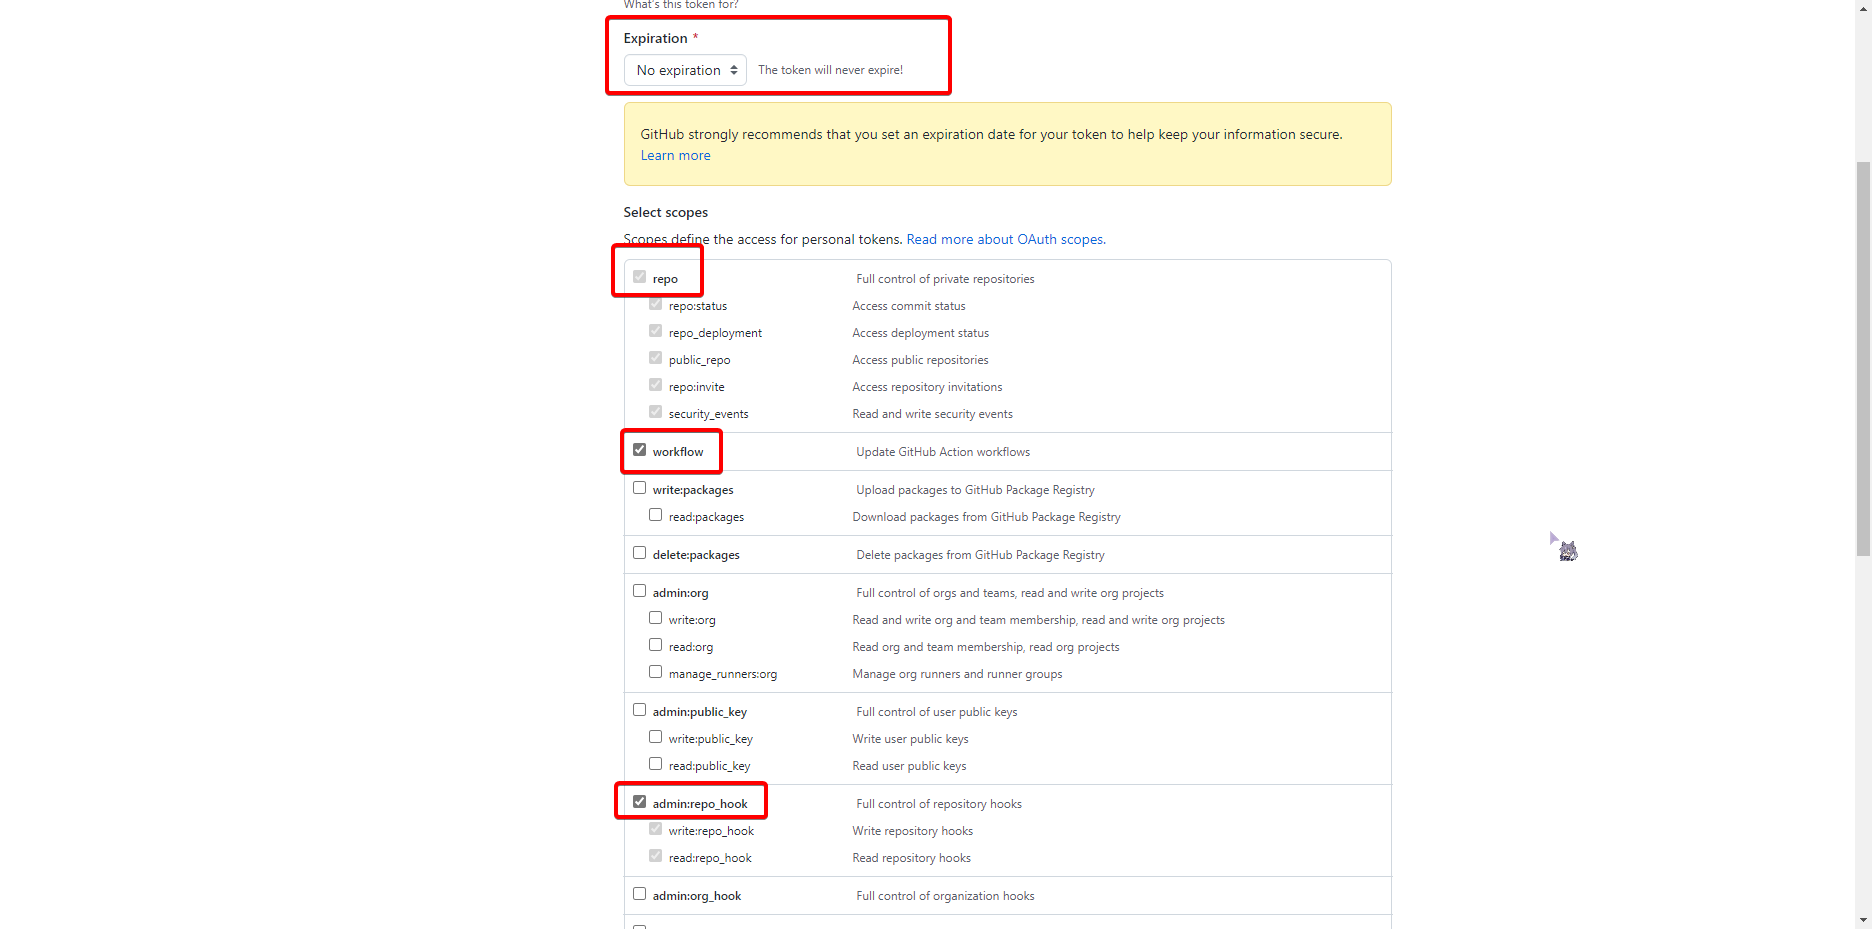 What's this token for?
Expiration *
No expiration The token will never expire!
GitHub strongly recommends that you set an expiration date for your token to help keep your information secure.
Learn more
Select scopes
Scopes define the access for personal tokens. Read more about OAuth scopes.
repo Full control of private repositories
repo:status Access commit status
repo_deployment Access deployment status
public_repo Access public repositories
repo:invite Access repository invitations
security_events Read and write security events
workflow Update GitHub Action workflows
write:packages Upload packages to GitHub Package Registry
read:packages Download packages from GitHub Package Registry
delete:packages Delete packages from GitHub Package Registry
admin:org Full control of orgs and teams, read and write org projects
write:org Read and write org and team membership, read and write org projects
read:org Read org and team membership, read org projects
manage_runners:org Manage org runners and runner groups
admin:public_key Full control of user public keys
write:public_key Write user public keys
read:public_key Read user public keys
admin:repo_hook Full control of repository hooks
write:repo_hook Write repository hooks
read:repo_hook Read repository hooks
admin:org_hook Full control of organization hooks